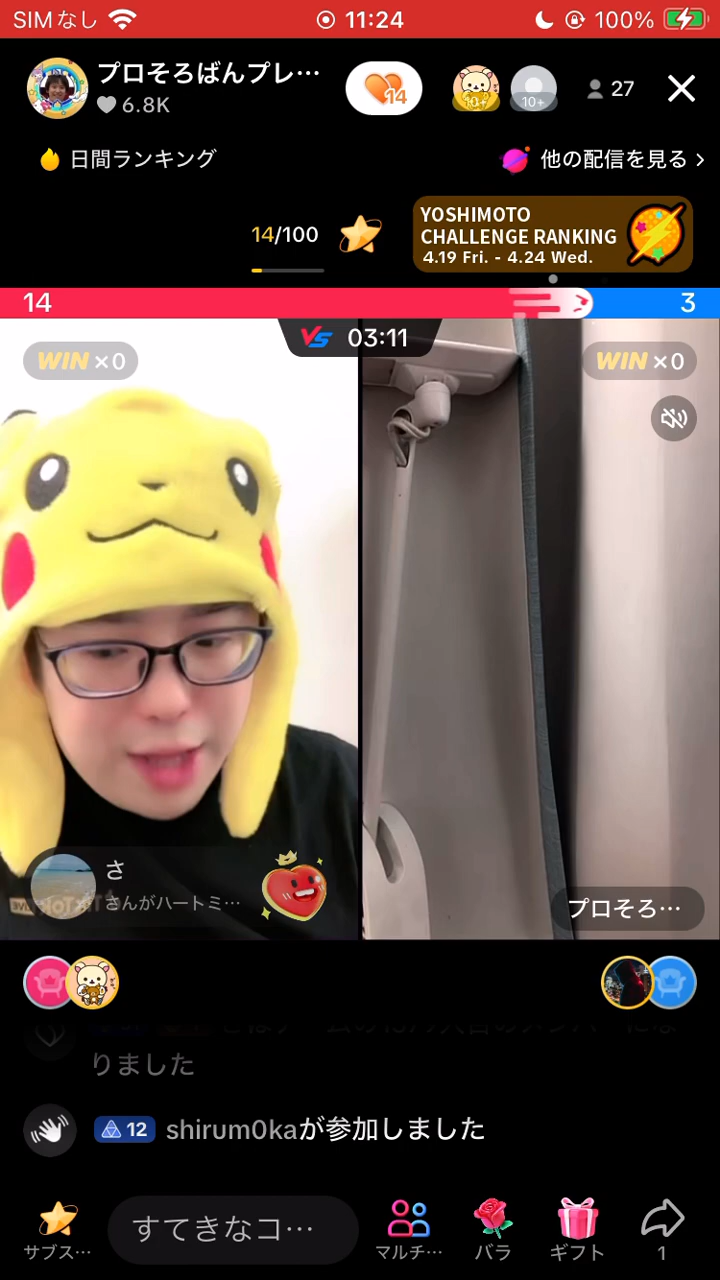 SIMなし 11:24 100%
プロそろばんプレ… 14 10+ 10+ 27
6.8K
日間ランキング 他の配信を見る
14/100 YOSHIMOTO
CHALLENGE RANKING
4.19 Fri. - 4.24 Wed.
14 3
VS 03:11
WIN ×0 WIN ×0
さ
さんがハートミ…
プロそろ…
りました
12 shirum0kaが参加しました
すてきなコ…
サブス… マルチ… バラ ギフト 1